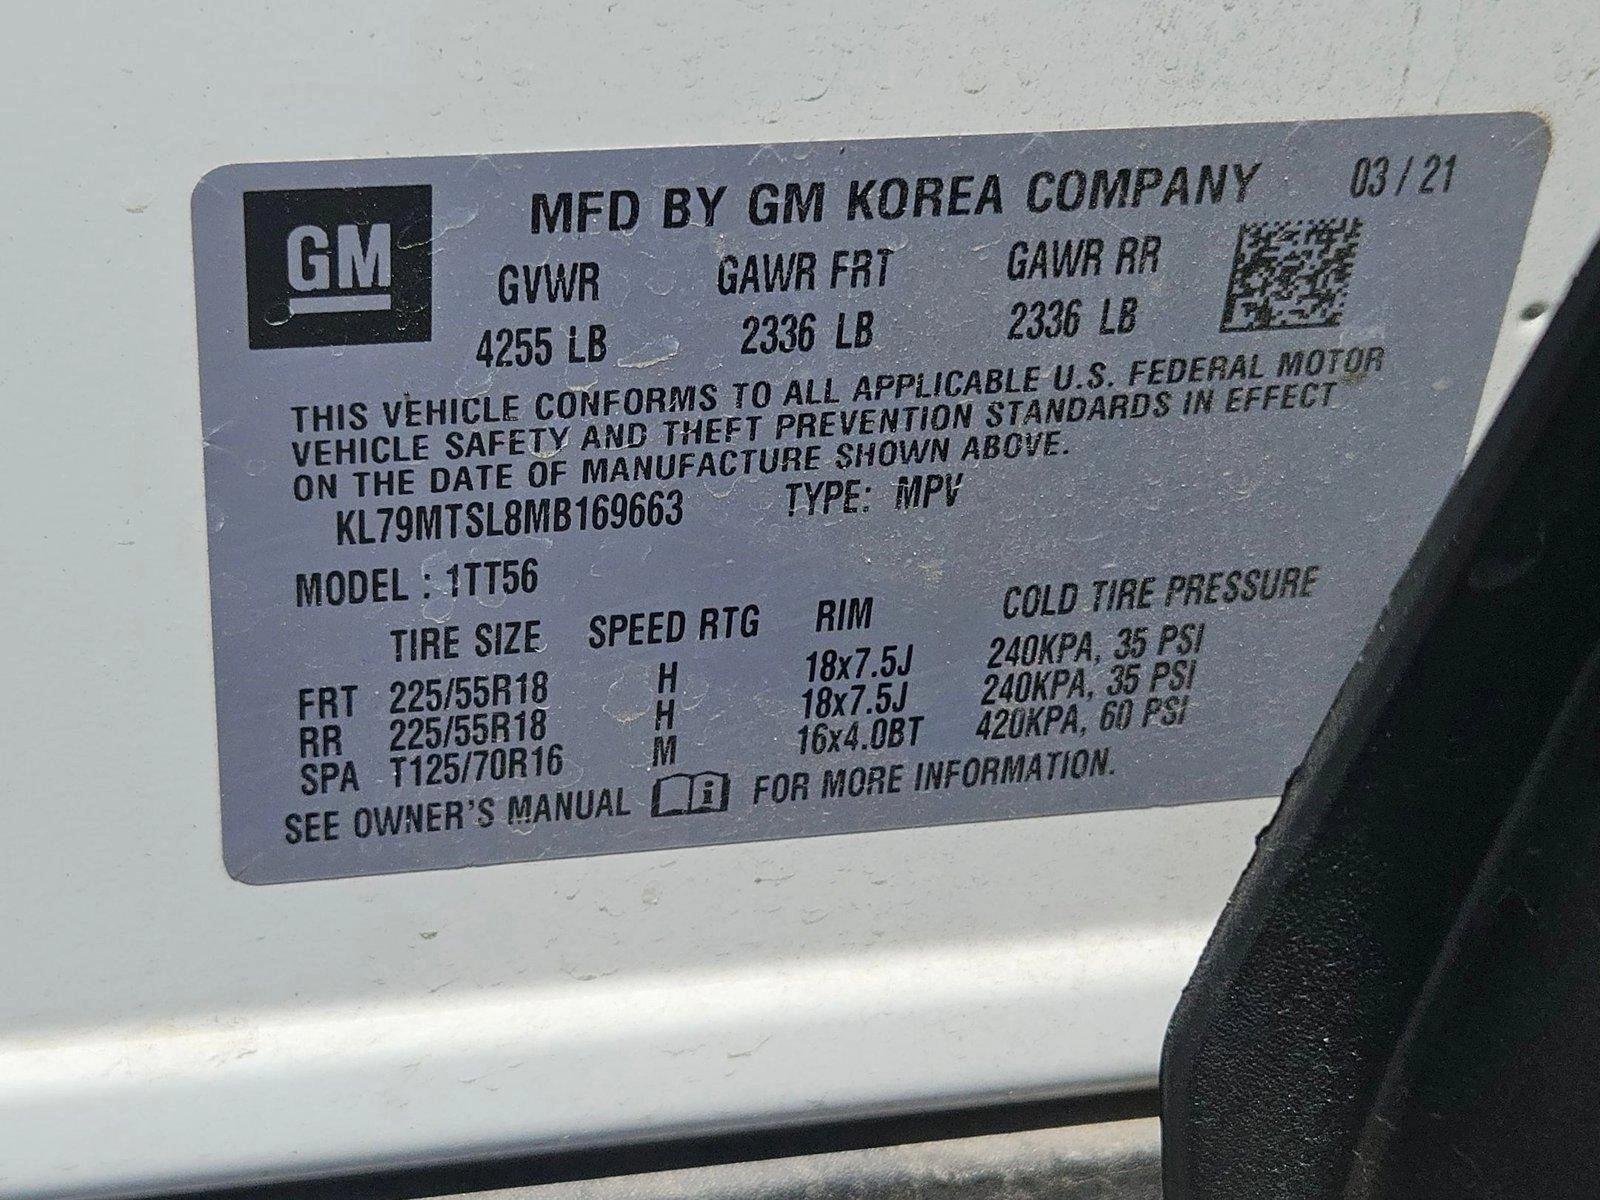 GM
MFD BY GM KOREA COMPANY 03 / 21
GVWR GAWR FRT GAWR RR
4255 LB 2336 LB 2336 LB
THIS VEHICLE CONFORMS TO ALL APPLICABLE U.S. FEDERAL MOTOR
VEHICLE SAFETY AND THEFT PREVENTION STANDARDS IN EFFECT
ON THE DATE OF MANUFACTURE SHOWN ABOVE.
KL79MTSL8MB169663 TYPE: MPV
MODEL : 1TT56
TIRE SIZE SPEED RTG RIM COLD TIRE PRESSURE
FRT 225/55R18 H 18x7.5J 240KPA, 35 PSI
RR 225/55R18 H 18x7.5J 240KPA, 35 PSI
SPA T125/70R16 M 16x4.0BT 420KPA, 60 PSI
SEE OWNER'S MANUAL i FOR MORE INFORMATION.